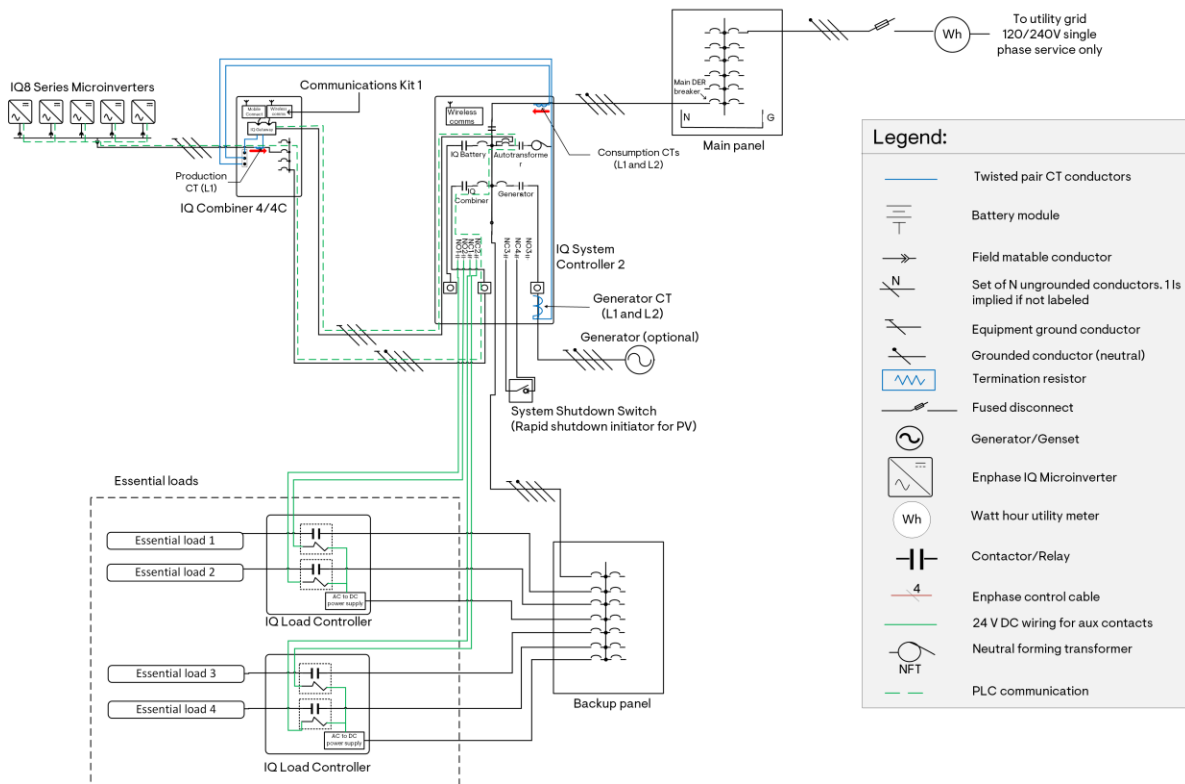 To utility grid
120/240V single
phase service only
Wh
Main DER
breaker
N
G
Main panel
IQ8 Series Microinverters
Communications Kit 1
Mobile
Connect
Wireless
comms
IQ Gateway
Production
CT (L1)
IQ Combiner 4/4C
Wireless
comms
Consumption CTs
(L1 and L2)
IQ Battery
Autotransforme
r
IQ
Combiner
Generator
NO1
NO2
NC1
NC2
NC3
NC4
NO3
IQ System
Controller 2
Generator CT
(L1 and L2)
Generator (optional)
System Shutdown Switch
(Rapid shutdown initiator for PV)
Essential loads
Essential load 1
Essential load 2
AC to DC
power supply
IQ Load Controller
Essential load 3
Essential load 4
AC to DC
power supply
IQ Load Controller
Backup panel
Legend:
Twisted pair CT conductors
Battery module
Field matable conductor
N
Set of N ungrounded conductors. 1 Is
implied if not labeled
Equipment ground conductor
Grounded conductor (neutral)
Termination resistor
Fused disconnect
Generator/Genset
Enphase IQ Microinverter
Wh
Watt hour utility meter
Contactor/Relay
4
Enphase control cable
24 V DC wiring for aux contacts
Neutral forming transformer
NFT
PLC communication